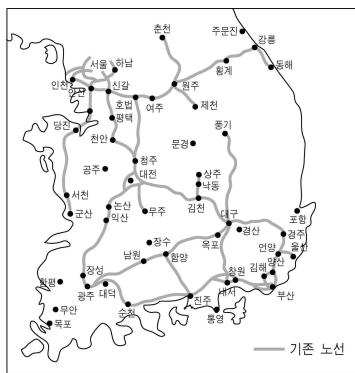 춘천
주문진
강릉
서울
하남
동해
횡계
인천
안산
신갈
원주
호법
여주
제천
평택
당진
풍기
천안
문경
청주
공주
대전
상주
낙동
서천
논산
김천
포항
군산
익산
무주
대구
경산
경주
장수
언양
울산
옥포
남원
함양
양산
김해
창원
장성
함평
광주
대덕
내서
부산
무안
진주
순천
통영
목포
기존 노선